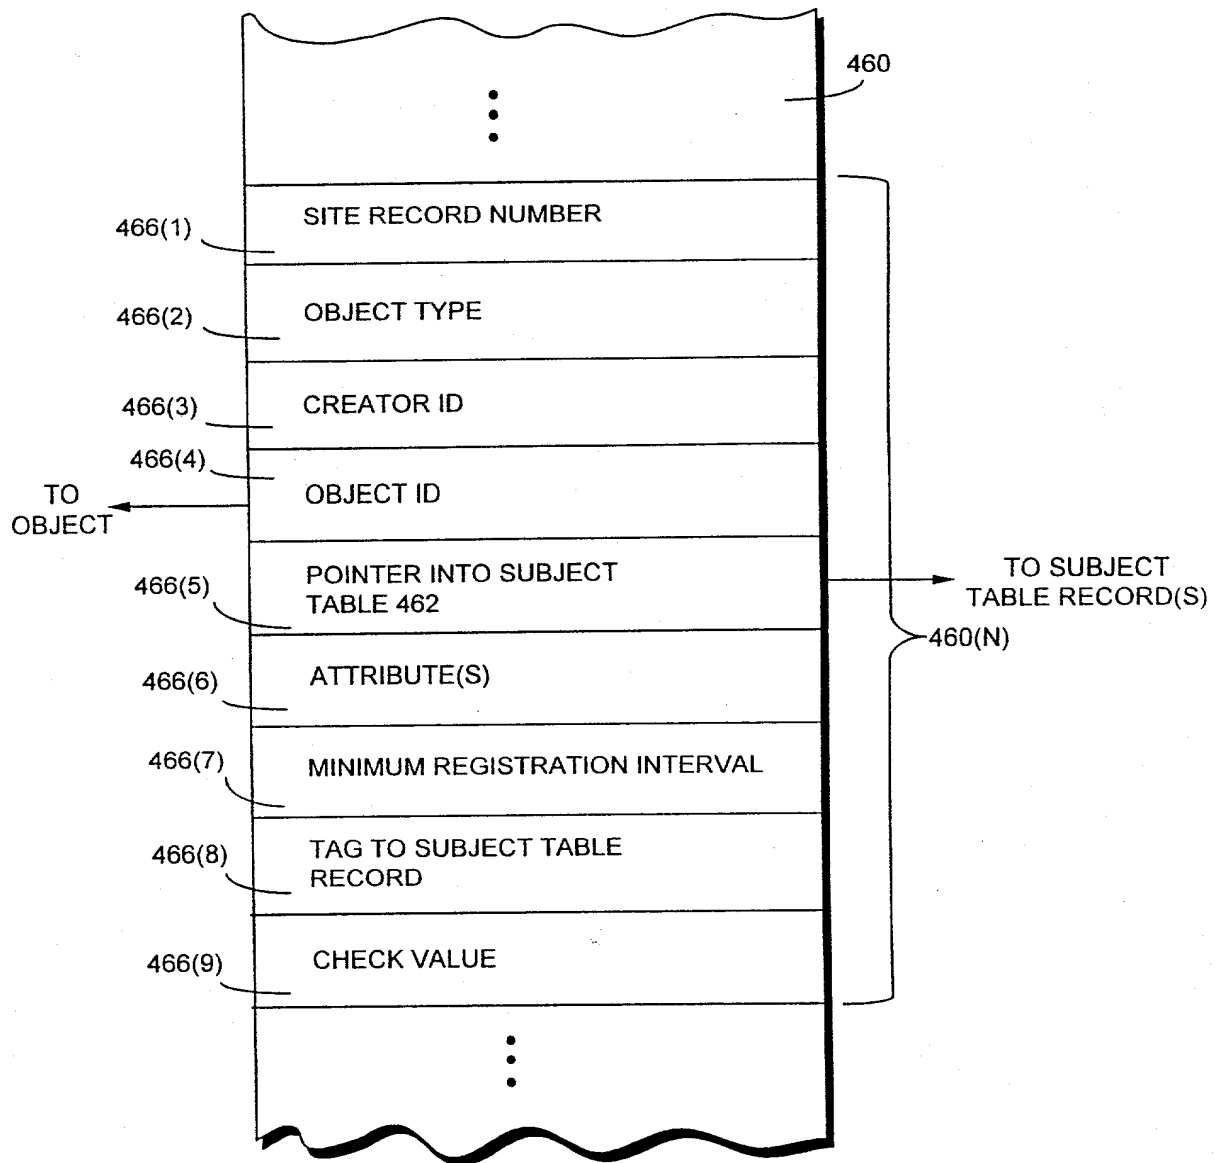 460
SITE RECORD NUMBER
466(1)
OBJECT TYPE
466(2)
CREATOR ID
466(3)
466(4)
OBJECT ID
TO
OBJECT
POINTER INTO SUBJECT
TABLE 462
466(5)
TO SUBJECT
TABLE RECORD(S)
460(N)
ATTRIBUTE(S)
466(6)
MINIMUM REGISTRATION INTERVAL
466(7)
TAG TO SUBJECT TABLE
RECORD
466(8)
CHECK VALUE
466(9)